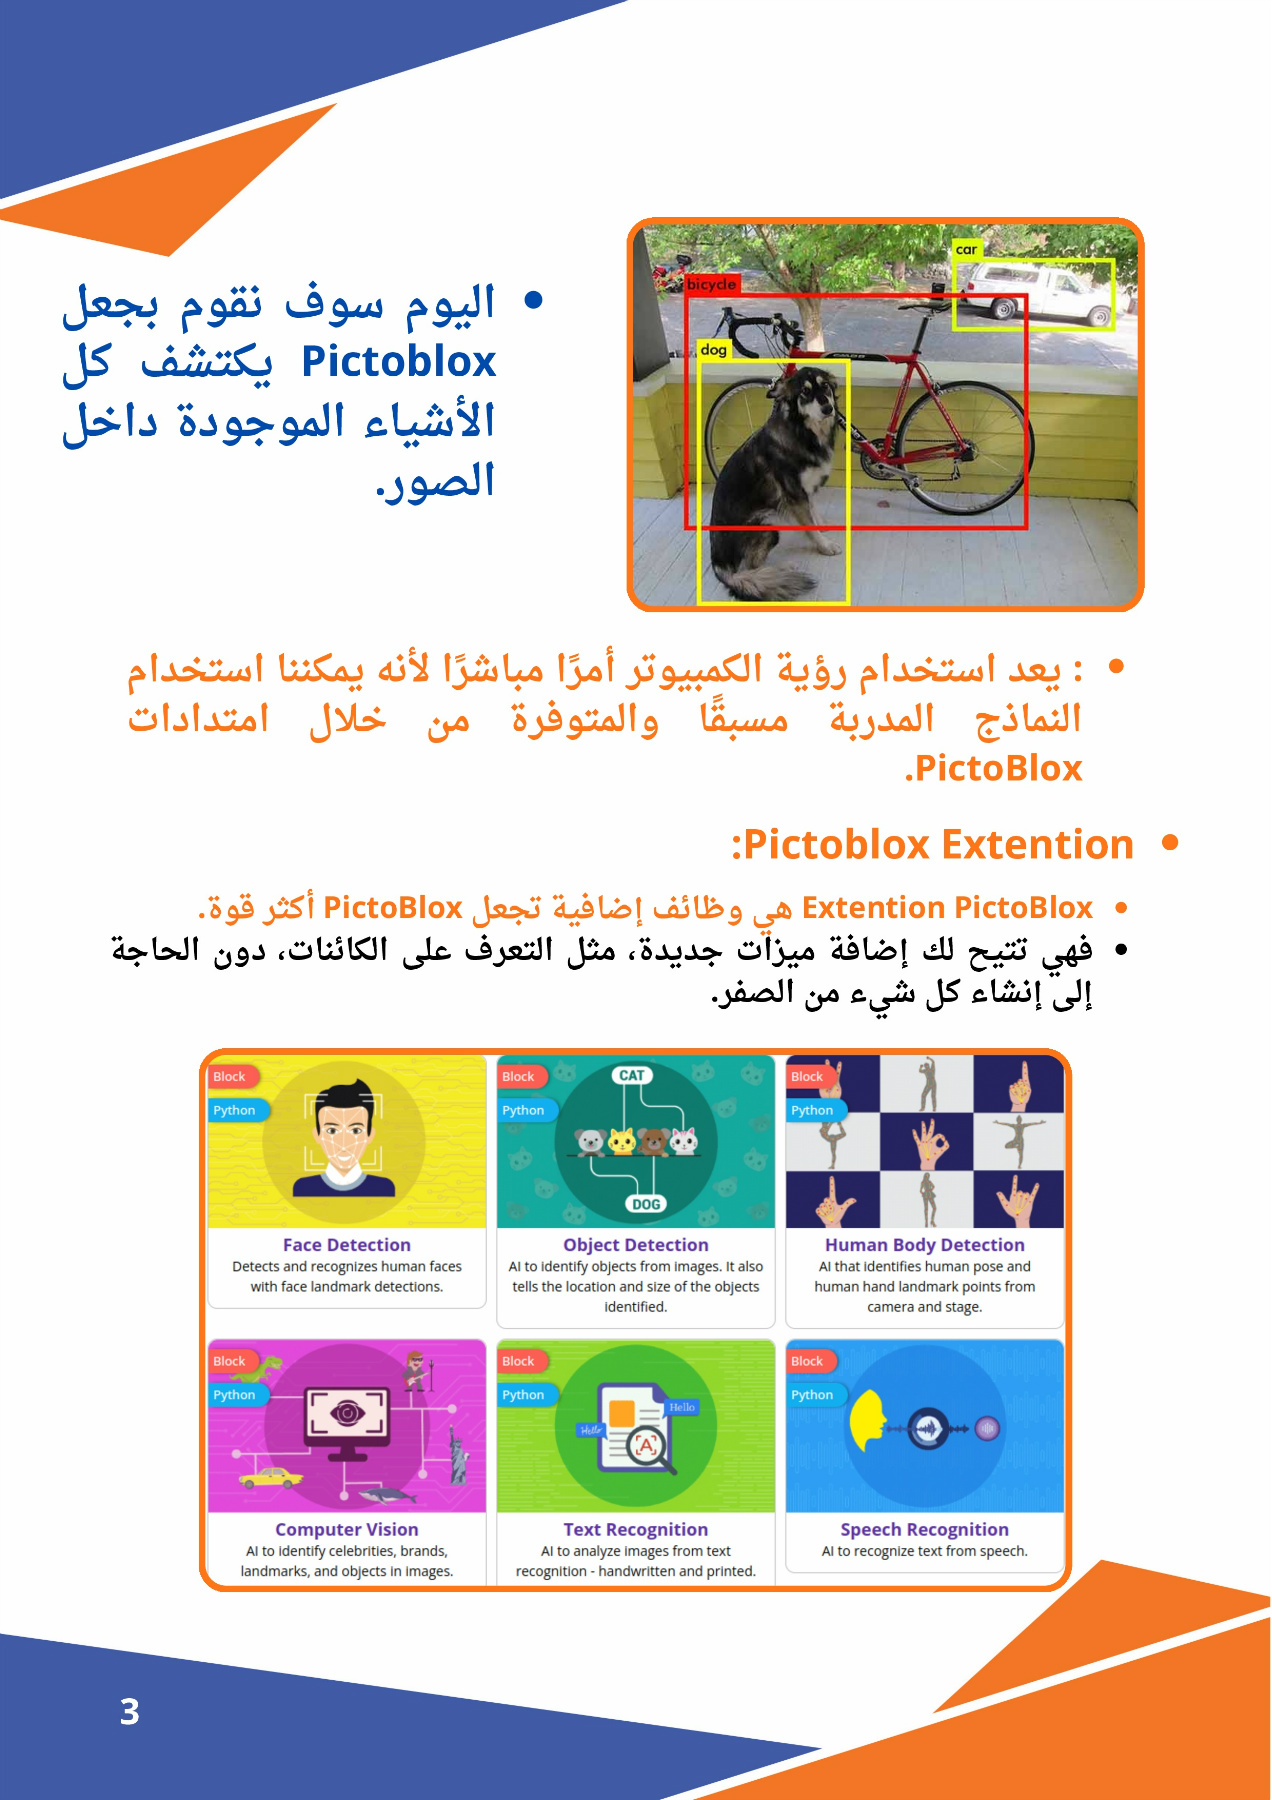 اليوم سوف نقوم بجعل
Pictoblox يكتشف كل
الأشياء الموجودة داخل
الصور.
car
bicycle
dog
: يعد استخدام رؤية الكمبيوتر أمرًا مباشرًا لأنه يمكننا استخدام
النماذج المدربة مسبقًا والمتوفرة من خلال امتدادات
PictoBlox.
Pictoblox Extention:
Extention PictoBlox هي وظائف إضافية تجعل PictoBlox أكثر قوة.
فهي تتيح لك إضافة ميزات جديدة، مثل التعرف على الكائنات، دون الحاجة
إلى إنشاء كل شيء من الصفر.
Block
Python
Face Detection
Detects and recognizes human faces
with face landmark detections.
Block
Python
CAT
DOG
Object Detection
AI to identify objects from images. It also
tells the location and size of the objects
identified.
Block
Python
Human Body Detection
AI that identifies human pose and
human hand landmark points from
camera and stage.
Block
Python
Computer Vision
AI to identify celebrities, brands,
landmarks, and objects in images.
Block
Python
Hello
Hello
A
Text Recognition
AI to analyze images from text
recognition - handwritten and printed.
Block
Python
Speech Recognition
AI to recognize text from speech.
3